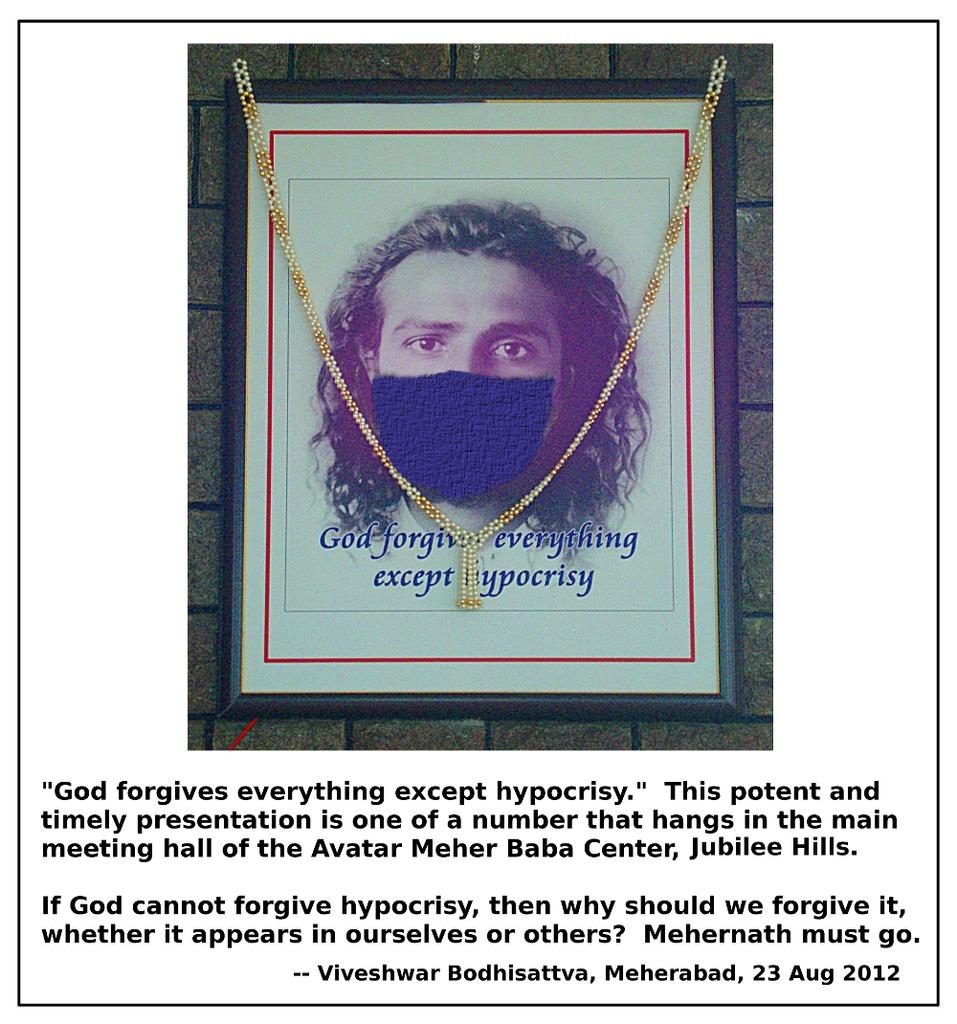 God forgiv everything
except ypocrisy
"God forgives everything except hypocrisy."  This potent and
timely presentation is one of a number that hangs in the main
meeting hall of the Avatar Meher Baba Center, Jubilee Hills.
If God cannot forgive hypocrisy, then why should we forgive it,
whether it appears in ourselves or others?  Mehernath must go.
-- Viveshwar Bodhisattva, Meherabad, 23 Aug 2012